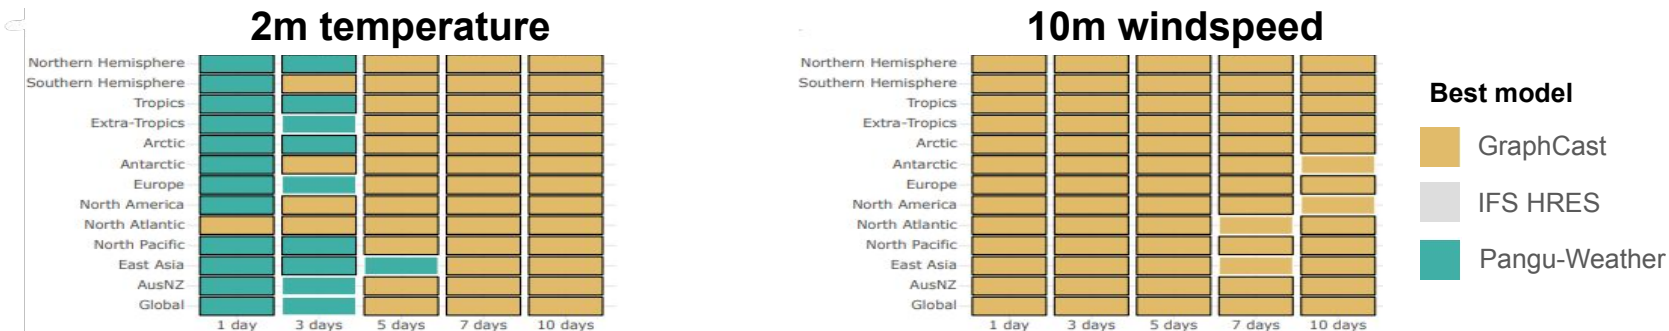 2m temperature
Northern Hemisphere
Southern Hemisphere
Tropics
Extra-Tropics
Arctic
Antarctic
Europe
North America
North Atlantic
North Pacific
East Asia
AusNZ
Global
1 day 3 days 5 days 7 days 10 days
10m windspeed
Northern Hemisphere
Southern Hemisphere
Tropics
Extra-Tropics
Arctic
Antarctic
Europe
North America
North Atlantic
North Pacific
East Asia
AusNZ
Global
1 day 3 days 5 days 7 days 10 days
Best model
GraphCast
IFS HRES
Pangu-Weather